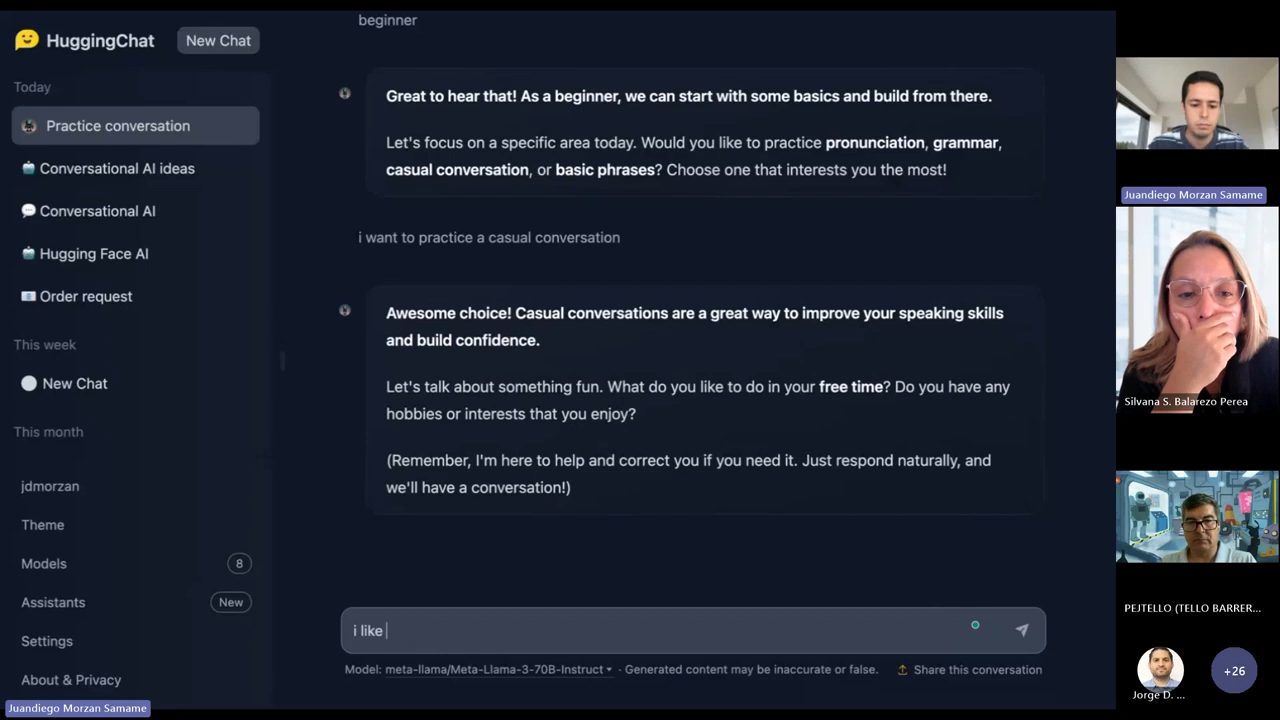 HuggingChat
New Chat
Today
Practice conversation
Conversational AI ideas
Conversational AI
Hugging Face AI
Order request
This week
New Chat
This month
jdmorzan
Theme
Models 8
Assistants New
Settings
About & Privacy
Juandiego Morzan Samame
beginner
Great to hear that! As a beginner, we can start with some basics and build from there.
Let's focus on a specific area today. Would you like to practice pronunciation, grammar,
casual conversation, or basic phrases? Choose one that interests you the most!
i want to practice a casual conversation
Awesome choice! Casual conversations are a great way to improve your speaking skills
and build confidence.
Let's talk about something fun. What do you like to do in your free time? Do you have any
hobbies or interests that you enjoy?
(Remember, I'm here to help and correct you if you need it. Just respond naturally, and
we'll have a conversation!)
i like
Model: meta-llama/Meta-Llama-3-70B-Instruct · Generated content may be inaccurate or false.
Share this conversation
Juandiego Morzan Samame
Silvana S. Balarezo Perea
PEJTELLO (TELLO BARRER...
Jorge D. ...
+26